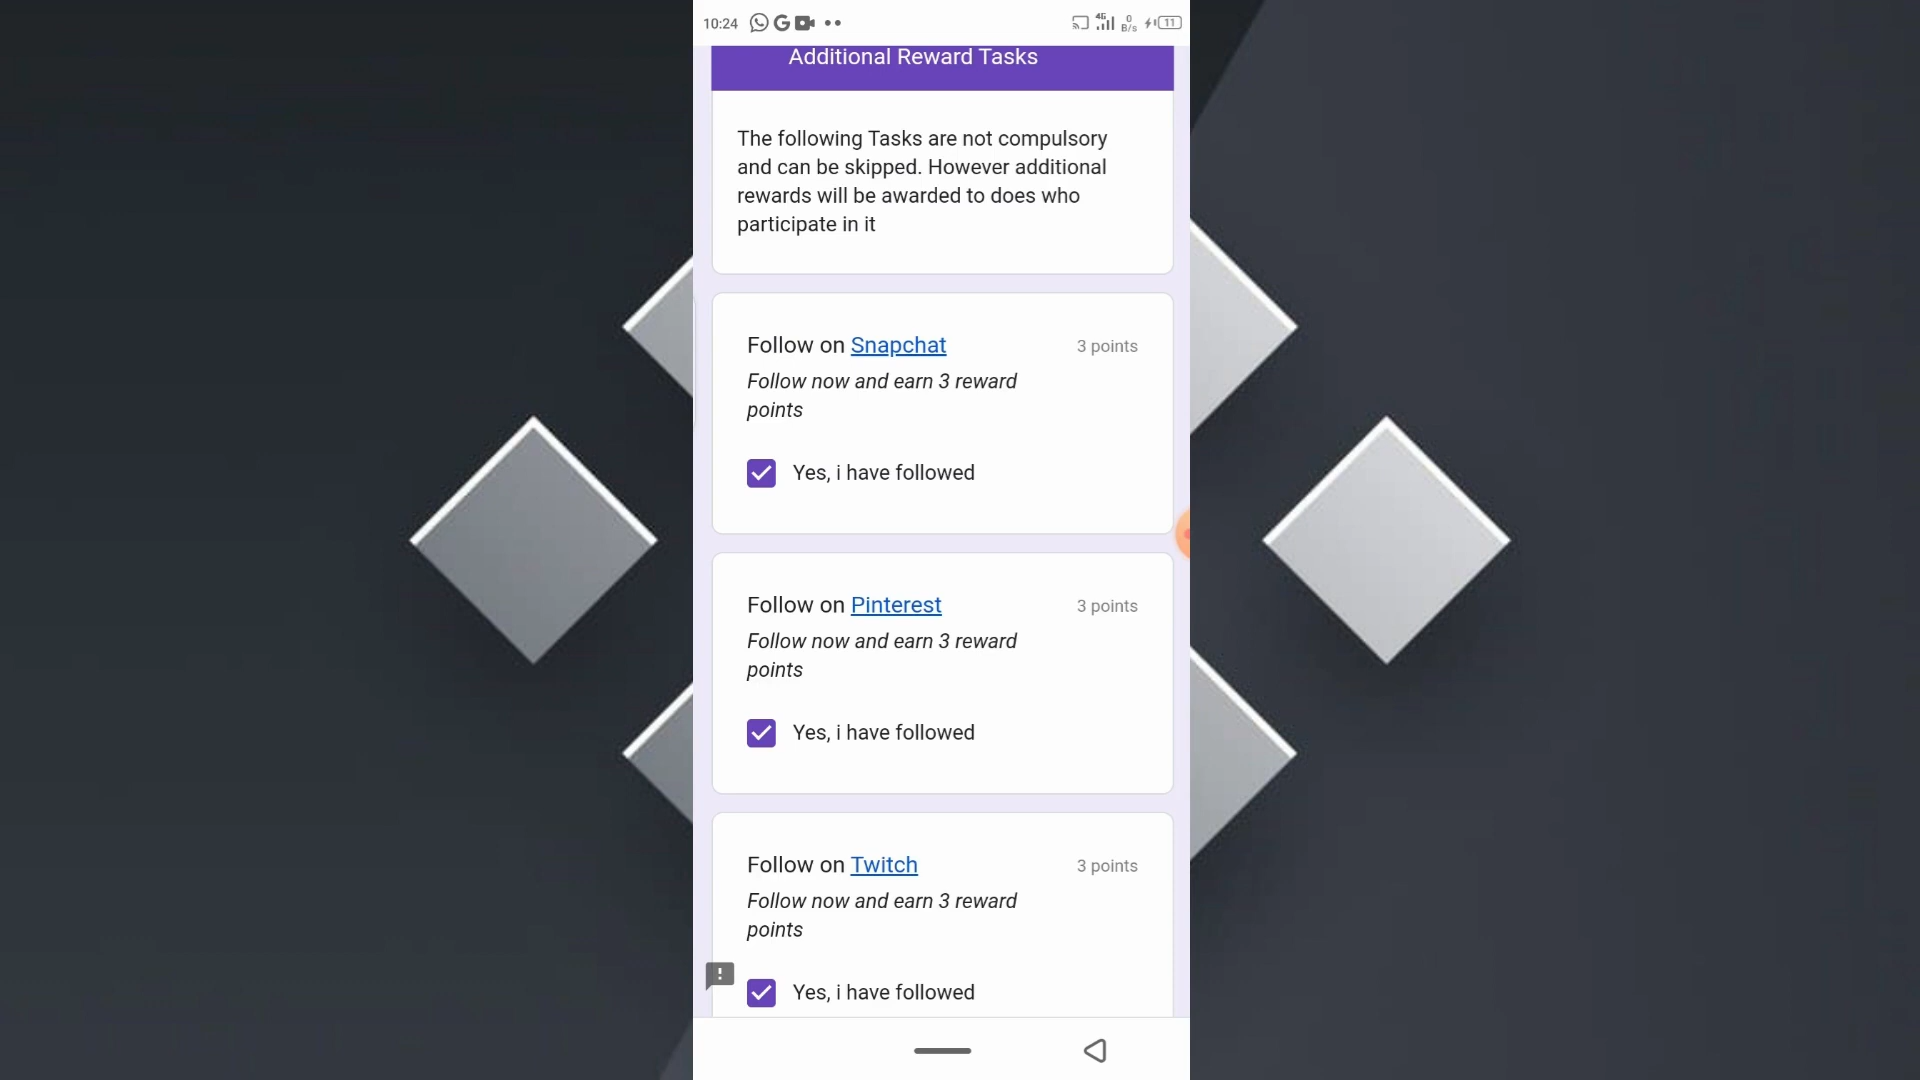 10:24
4G
0
B/s
11
Additional Reward Tasks
The following Tasks are not compulsory
and can be skipped. However additional
rewards will be awarded to does who
participate in it
Follow on Snapchat 3 points
Follow now and earn 3 reward
points
Yes, i have followed
Follow on Pinterest 3 points
Follow now and earn 3 reward
points
Yes, i have followed
Follow on Twitch 3 points
Follow now and earn 3 reward
points
Yes, i have followed